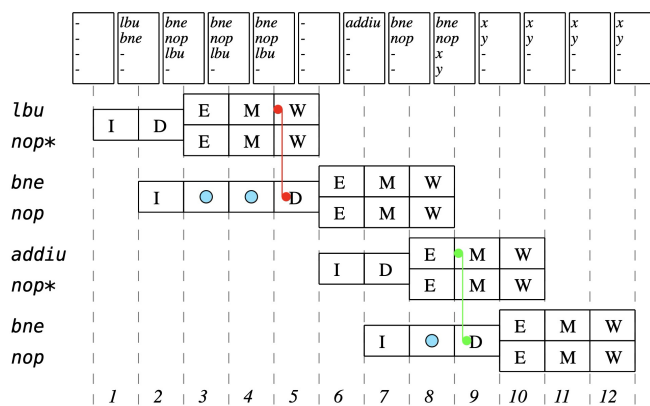 - lbu bne bne bne - addiu bne bne x x x x
- bne nop nop nop - - nop nop y y y y
- - lbu lbu lbu - - - x - - - -
- - - - - - - - y - - - -
lbu E M W
I D
nop* E M W
bne E M W
I D
nop E M W
addiu E M W
I D
nop* E M W
bne E M W
I D
nop E M W
1 2 3 4 5 6 7 8 9 10 11 12